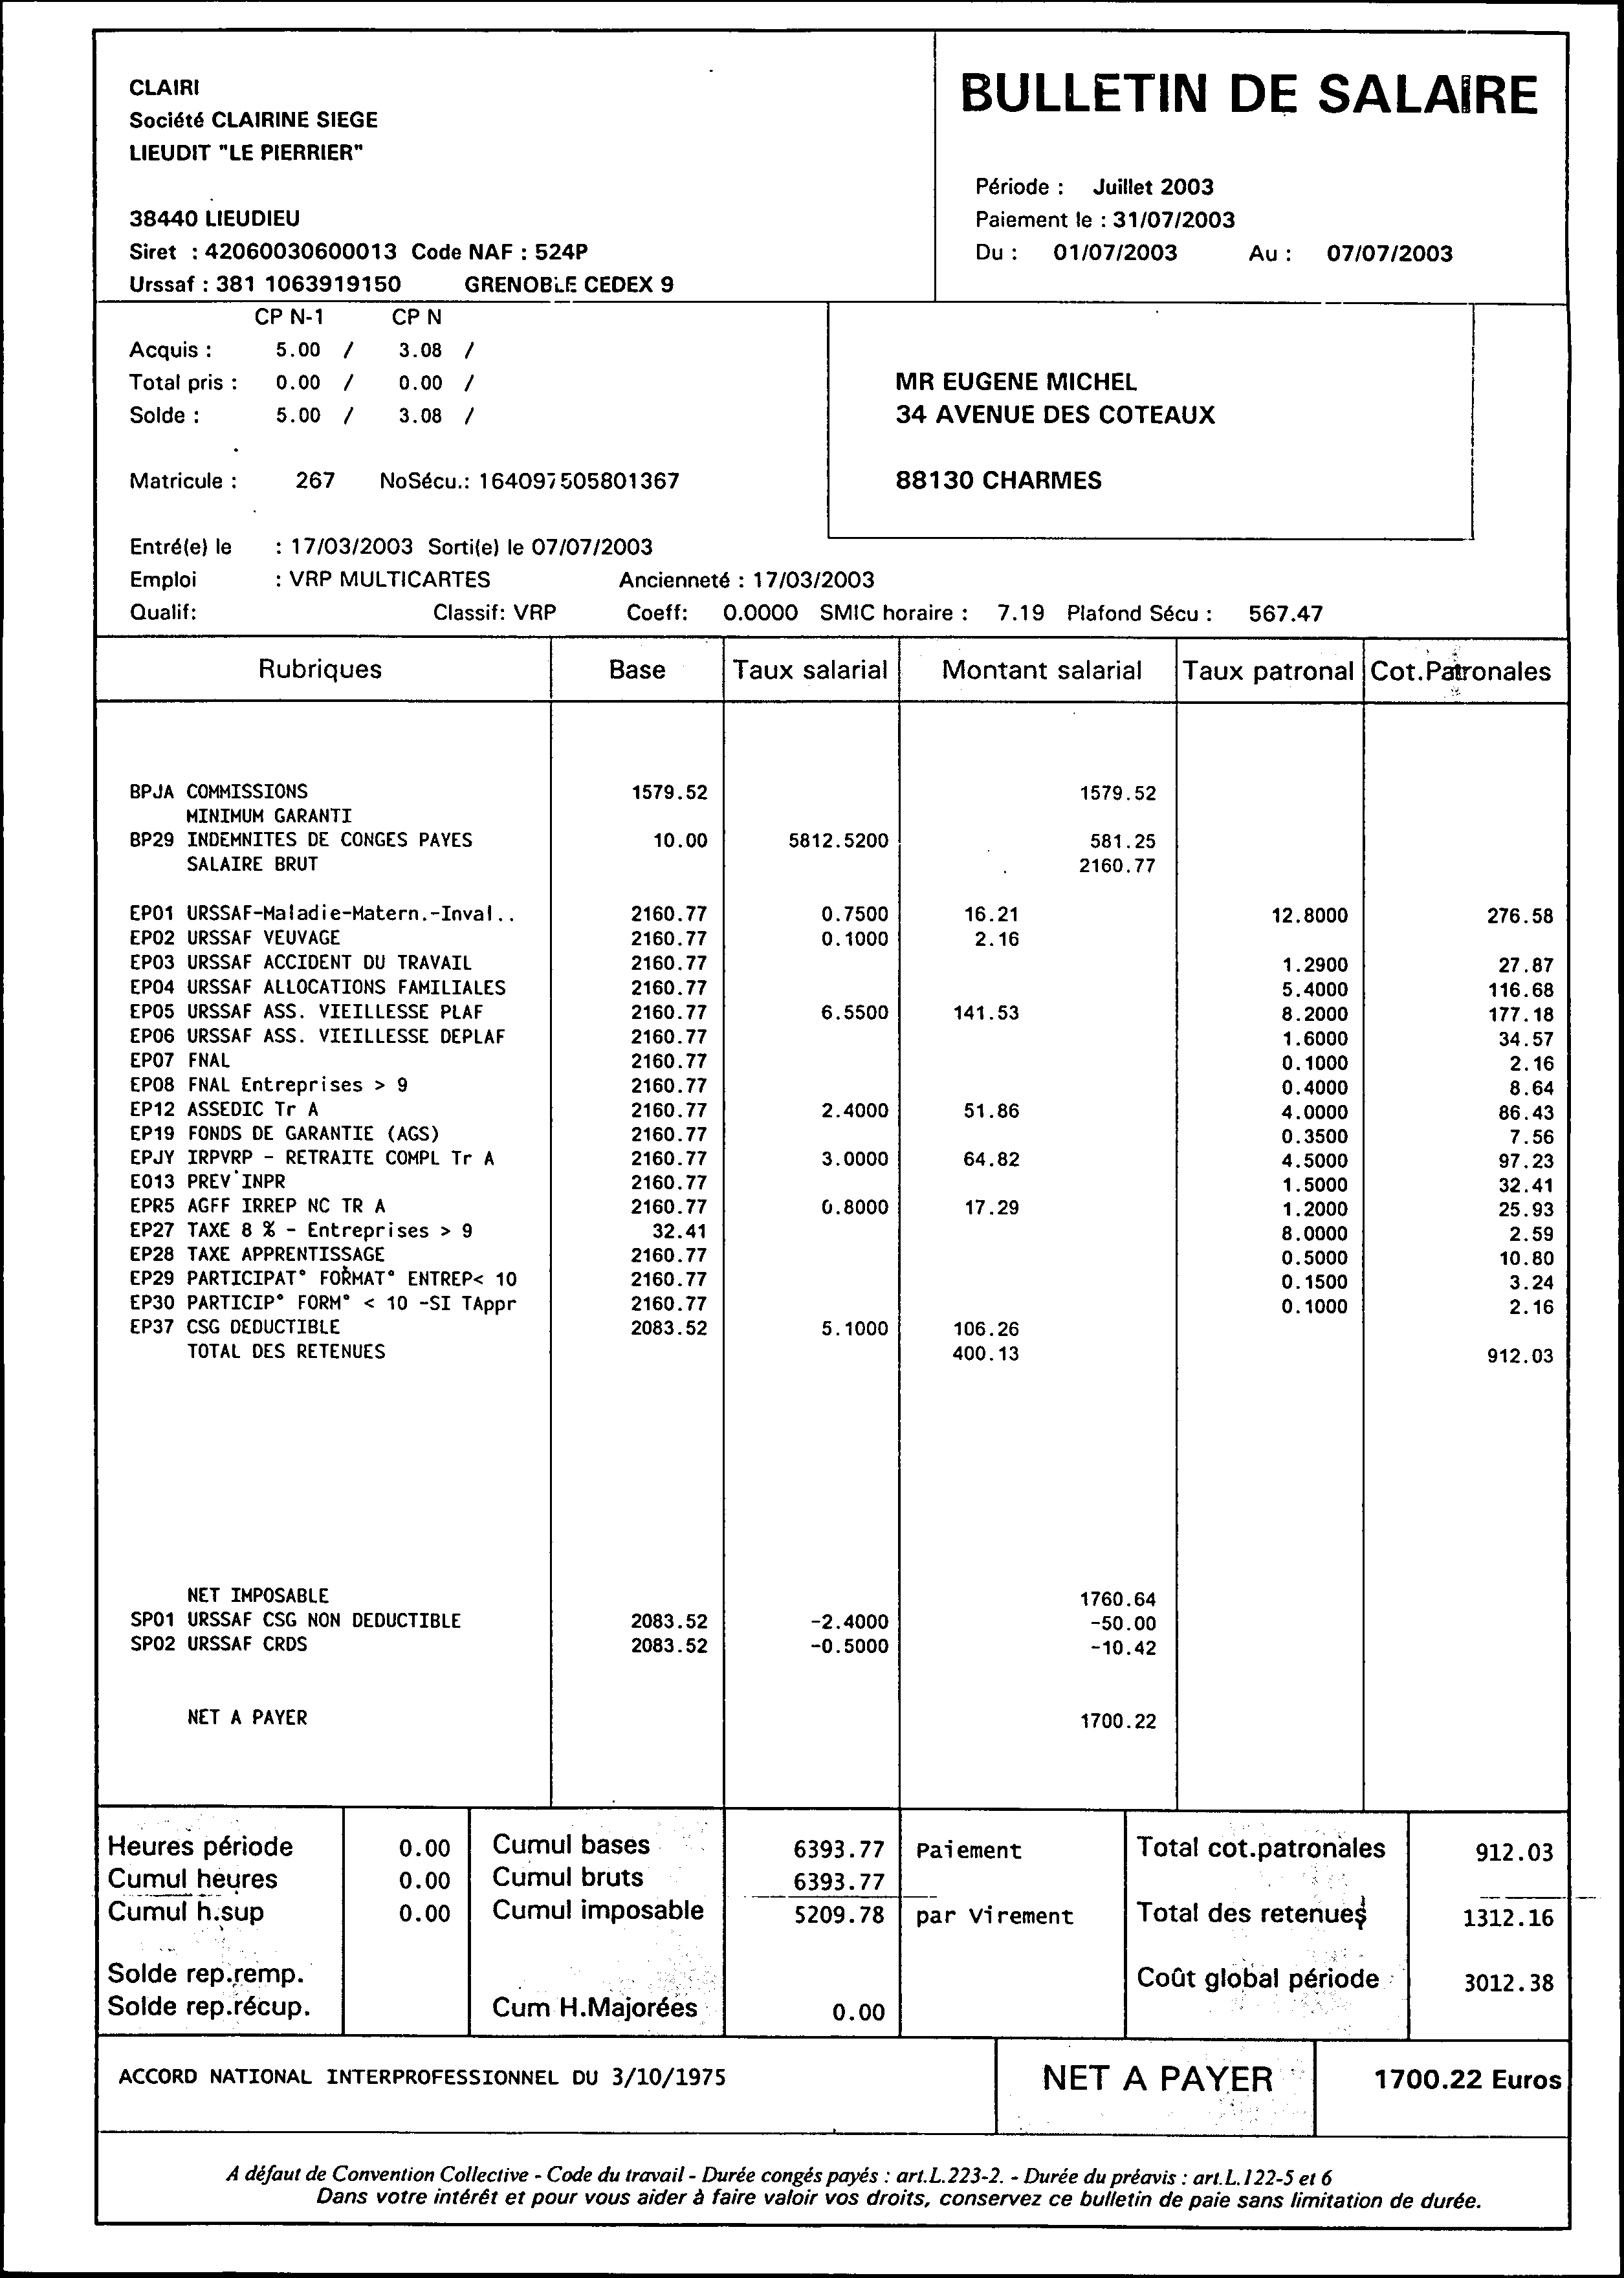 CLAIRI
Société CLAIRINE SIEGE
LIEUDIT "LE PIERRIER"
38440 LIEUDIEU
Siret : 42060030600013 Code NAF : 524P
Urssaf : 381 1063919150 GRENOBLE CEDEX 9
BULLETIN DE SALAIRE
Période : Juillet 2003
Paiement le : 31/07/2003
Du : 01/07/2003 Au : 07/07/2003
CP N-1 CP N
Acquis : 5.00 / 3.08 /
Total pris : 0.00 / 0.00 /
Solde : 5.00 / 3.08 /
Matricule : 267 NoSécu.: 164097505801367
MR EUGENE MICHEL
34 AVENUE DES COTEAUX
88130 CHARMES
Entré(e) le : 17/03/2003 Sorti(e) le 07/07/2003
Emploi : VRP MULTICARTES Ancienneté : 17/03/2003
Qualif: Classif: VRP Coeff: 0.0000 SMIC horaire : 7.19 Plafond Sécu : 567.47
Rubriques Base Taux salarial Montant salarial Taux patronal Cot.Patronales
BPJA COMMISSIONS 1579.52 1579.52
MINIMUM GARANTI
BP29 INDEMNITES DE CONGES PAYES 10.00 5812.5200 581.25
SALAIRE BRUT 2160.77
EP01 URSSAF-Maladie-Matern.-Inval.. 2160.77 0.7500 16.21 12.8000 276.58
EP02 URSSAF VEUVAGE 2160.77 0.1000 2.16
EP03 URSSAF ACCIDENT DU TRAVAIL 2160.77 1.2900 27.87
EP04 URSSAF ALLOCATIONS FAMILIALES 2160.77 5.4000 116.68
EP05 URSSAF ASS. VIEILLESSE PLAF 2160.77 6.5500 141.53 8.2000 177.18
EP06 URSSAF ASS. VIEILLESSE DEPLAF 2160.77 1.6000 34.57
EP07 FNAL 2160.77 0.1000 2.16
EP08 FNAL Entreprises > 9 2160.77 0.4000 8.64
EP12 ASSEDIC Tr A 2160.77 2.4000 51.86 4.0000 86.43
EP19 FONDS DE GARANTIE (AGS) 2160.77 0.3500 7.56
EPJY IRPVRP - RETRAITE COMPL Tr A 2160.77 3.0000 64.82 4.5000 97.23
E013 PREV INPR 2160.77 1.5000 32.41
EPR5 AGFF IRREP NC TR A 2160.77 0.8000 17.29 1.2000 25.93
EP27 TAXE 8 % - Entreprises > 9 32.41 8.0000 2.59
EP28 TAXE APPRENTISSAGE 2160.77 0.5000 10.80
EP29 PARTICIPAT° FORMAT° ENTREP< 10 2160.77 0.1500 3.24
EP30 PARTICIP° FORM° < 10 -SI TAppr 2160.77 0.1000 2.16
EP37 CSG DEDUCTIBLE 2083.52 5.1000 106.26
TOTAL DES RETENUES 400.13 912.03
NET IMPOSABLE 1760.64
SP01 URSSAF CSG NON DEDUCTIBLE 2083.52 -2.4000 -50.00
SP02 URSSAF CRDS 2083.52 -0.5000 -10.42
NET A PAYER 1700.22
Heures période 0.00 Cumul bases 6393.77 Paiement Total cot.patronales 912.03
Cumul heures 0.00 Cumul bruts 6393.77
Cumul h.sup 0.00 Cumul imposable 5209.78 par Virement Total des retenues 1312.16
Solde rep.remp. Coût global période 3012.38
Solde rep.récup. Cum H.Majorées 0.00
ACCORD NATIONAL INTERPROFESSIONNEL DU 3/10/1975 NET A PAYER 1700.22 Euros
A défaut de Convention Collective - Code du travail - Durée congés payés : art.L.223-2. - Durée du préavis : art.L.122-5 et 6
Dans votre intérêt et pour vous aider à faire valoir vos droits, conservez ce bulletin de paie sans limitation de durée.